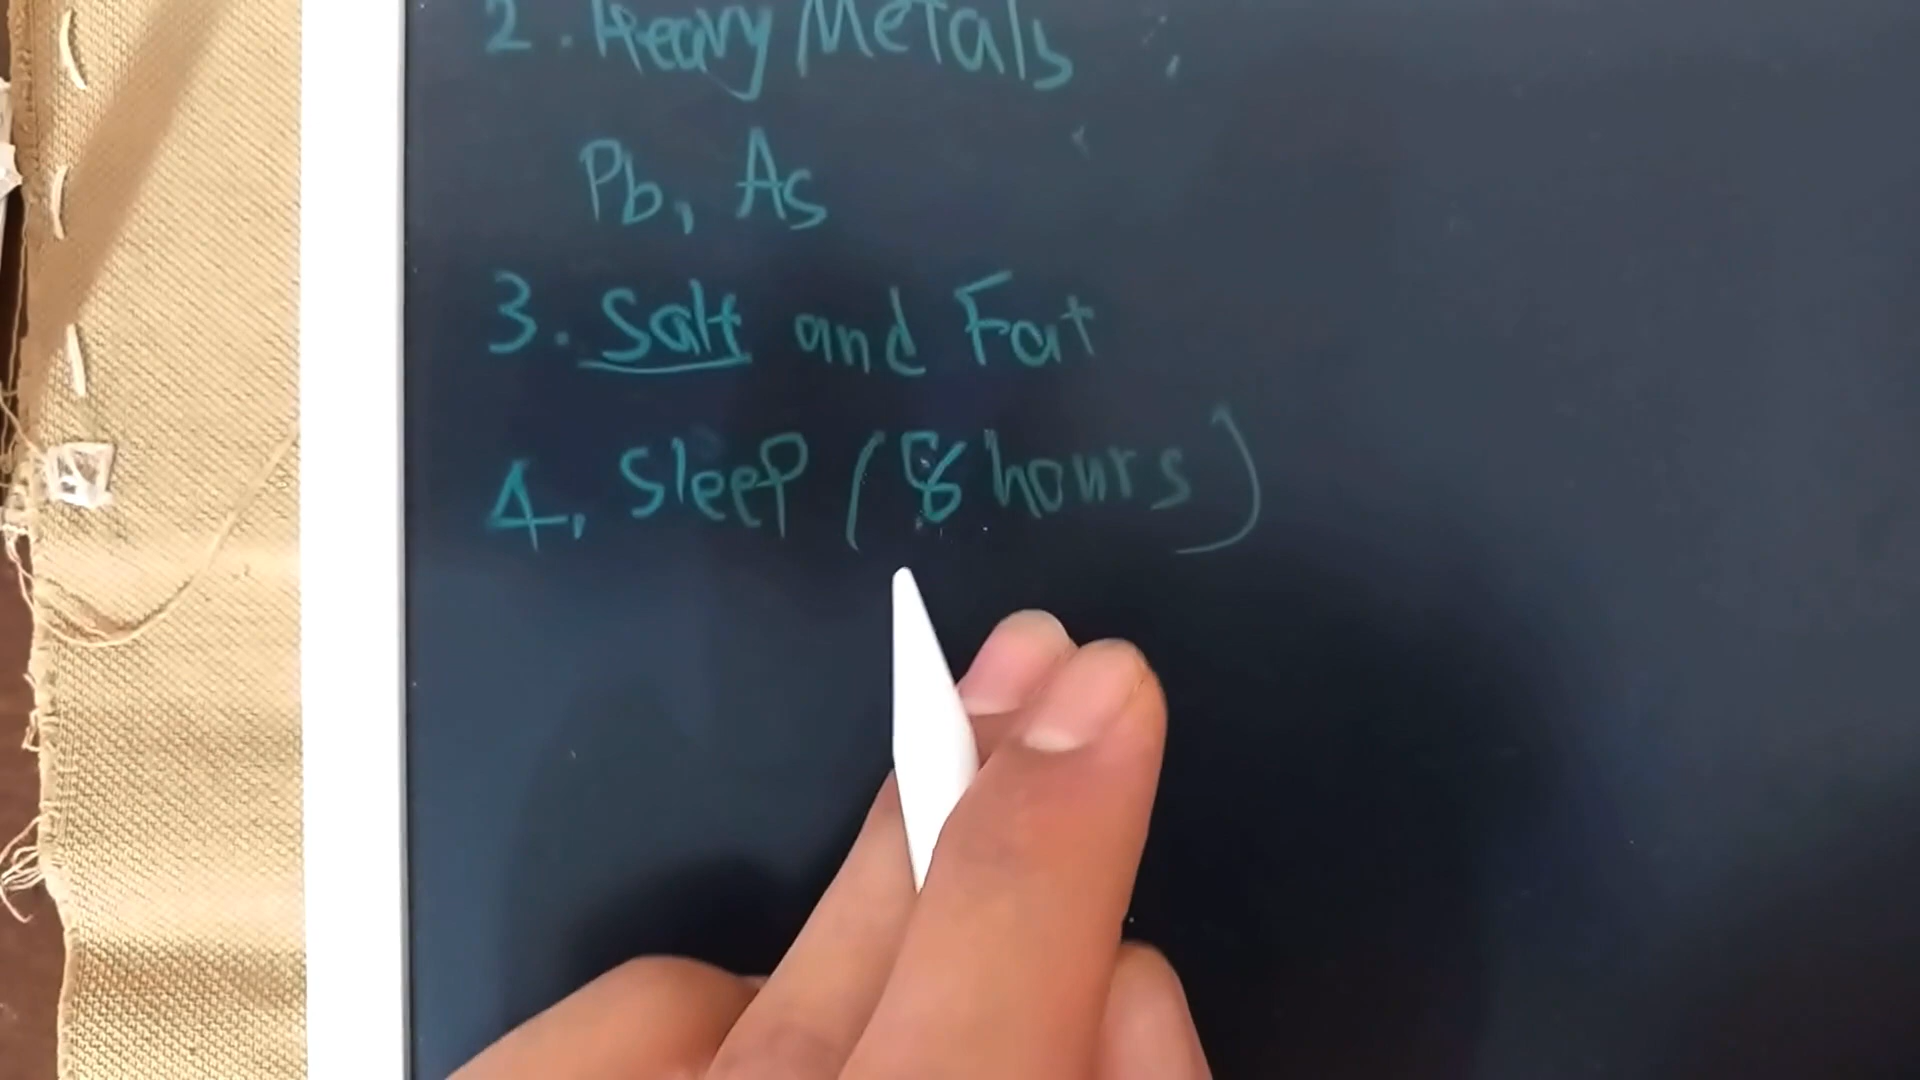 2. Heavy Metals
Pb, As
3. Salt and Fat
4. Sleep (8 hours)